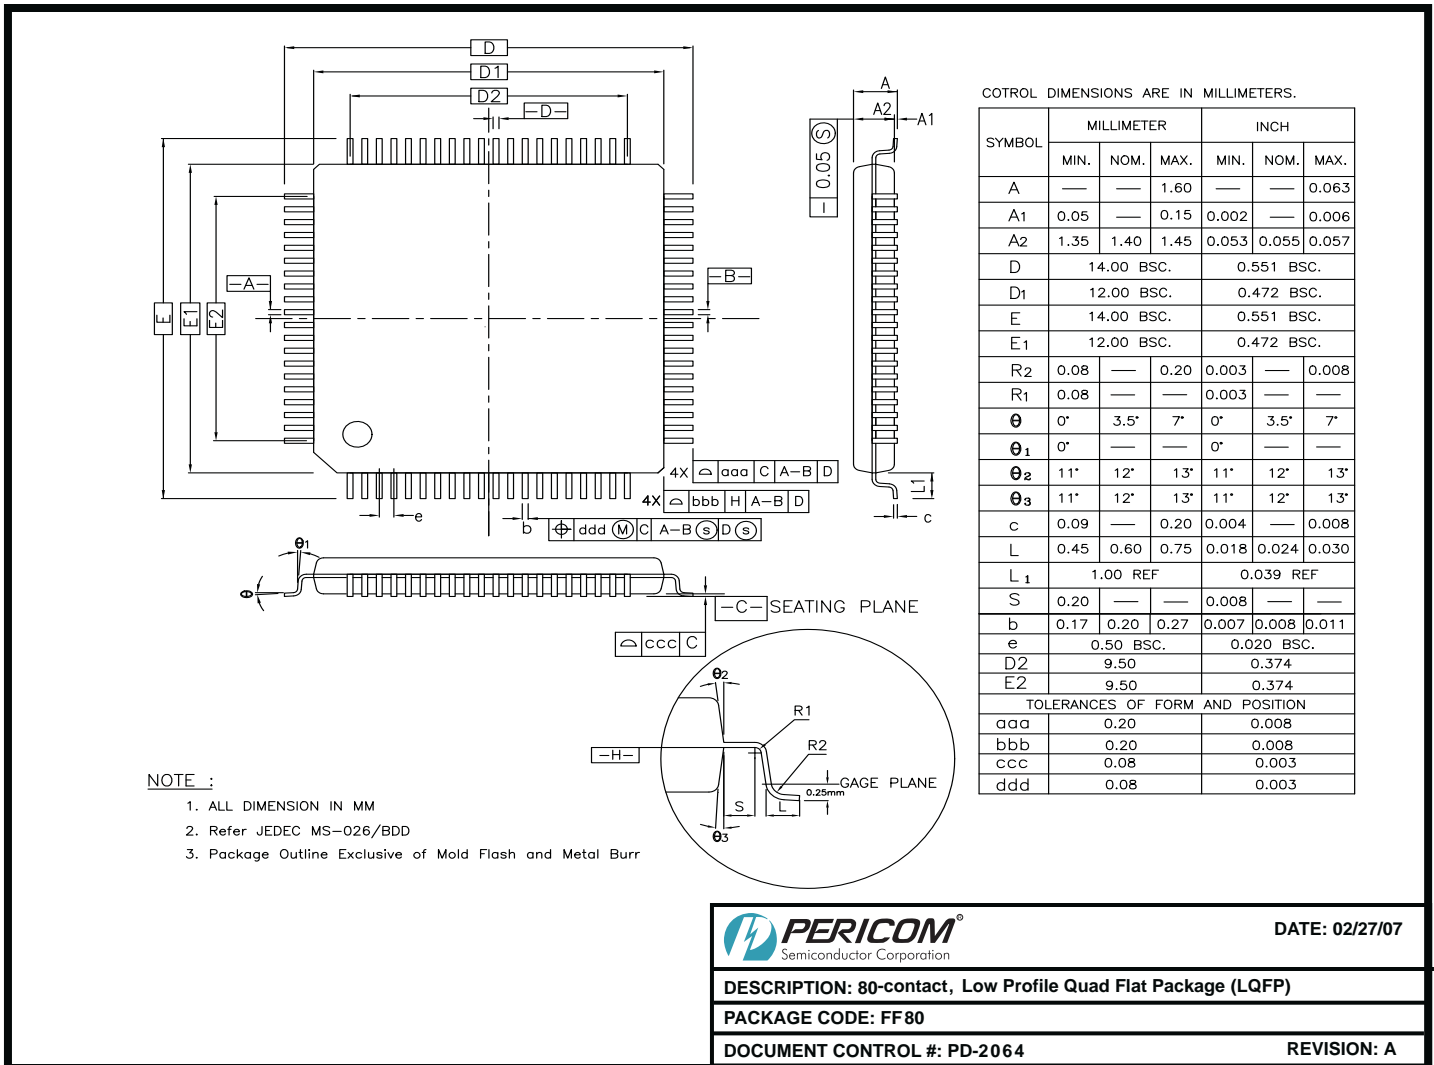 D
D1
D2
-D-
A
A2
A1
— 0.05 Ⓢ
-A-
-B-
E
E1
E2
4X ⌓ aaa C A-B D
4X ⌓ bbb H A-B D
e
b
⌖ ddd Ⓜ C A-B Ⓢ D Ⓢ
L1
c
θ1
θ
-C- SEATING PLANE
⌓ ccc C
θ2
R1
R2
-H-
GAGE PLANE
0.25mm
S
L
θ3
NOTE :
1. ALL DIMENSION IN MM
2. Refer JEDEC MS-026/BDD
3. Package Outline Exclusive of Mold Flash and Metal Burr
COTROL DIMENSIONS ARE IN MILLIMETERS.
SYMBOL MILLIMETER INCH
MIN. NOM. MAX. MIN. NOM. MAX.
A — — 1.60 — — 0.063
A1 0.05 — 0.15 0.002 — 0.006
A2 1.35 1.40 1.45 0.053 0.055 0.057
D 14.00 BSC. 0.551 BSC.
D1 12.00 BSC. 0.472 BSC.
E 14.00 BSC. 0.551 BSC.
E1 12.00 BSC. 0.472 BSC.
R2 0.08 — 0.20 0.003 — 0.008
R1 0.08 — — 0.003 — —
θ 0° 3.5° 7° 0° 3.5° 7°
θ1 0° — — 0° — —
θ2 11° 12° 13° 11° 12° 13°
θ3 11° 12° 13° 11° 12° 13°
c 0.09 — 0.20 0.004 — 0.008
L 0.45 0.60 0.75 0.018 0.024 0.030
L1 1.00 REF 0.039 REF
S 0.20 — — 0.008 — —
b 0.17 0.20 0.27 0.007 0.008 0.011
e 0.50 BSC. 0.020 BSC.
D2 9.50 0.374
E2 9.50 0.374
TOLERANCES OF FORM AND POSITION
aaa 0.20 0.008
bbb 0.20 0.008
ccc 0.08 0.003
ddd 0.08 0.003
PERICOM®
Semiconductor Corporation
DATE: 02/27/07
DESCRIPTION: 80-contact, Low Profile Quad Flat Package (LQFP)
PACKAGE CODE: FF80
DOCUMENT CONTROL #: PD-2064
REVISION: A